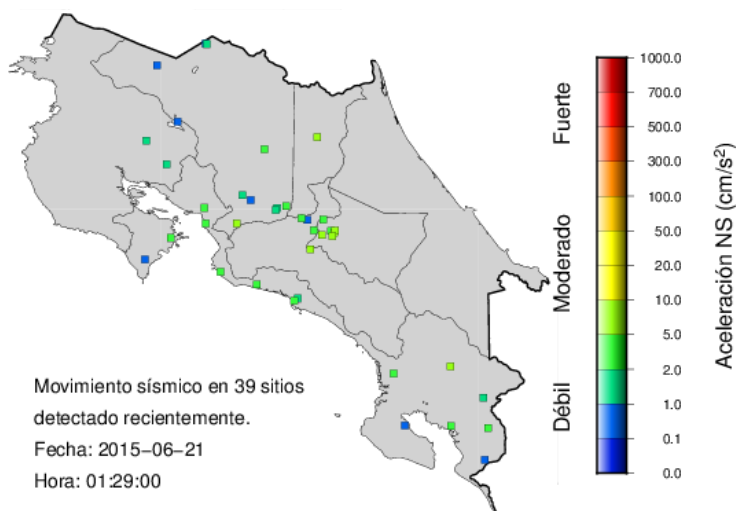 Movimiento sísmico en 39 sitios
detectado recientemente.
Fecha: 2015−06−21
Hora: 01:29:00
Fuerte
Moderado
Débil
1000.0
700.0
500.0
300.0
100.0
50.0
20.0
10.0
5.0
2.0
1.0
0.1
0.0
Aceleración NS (cm/s²)